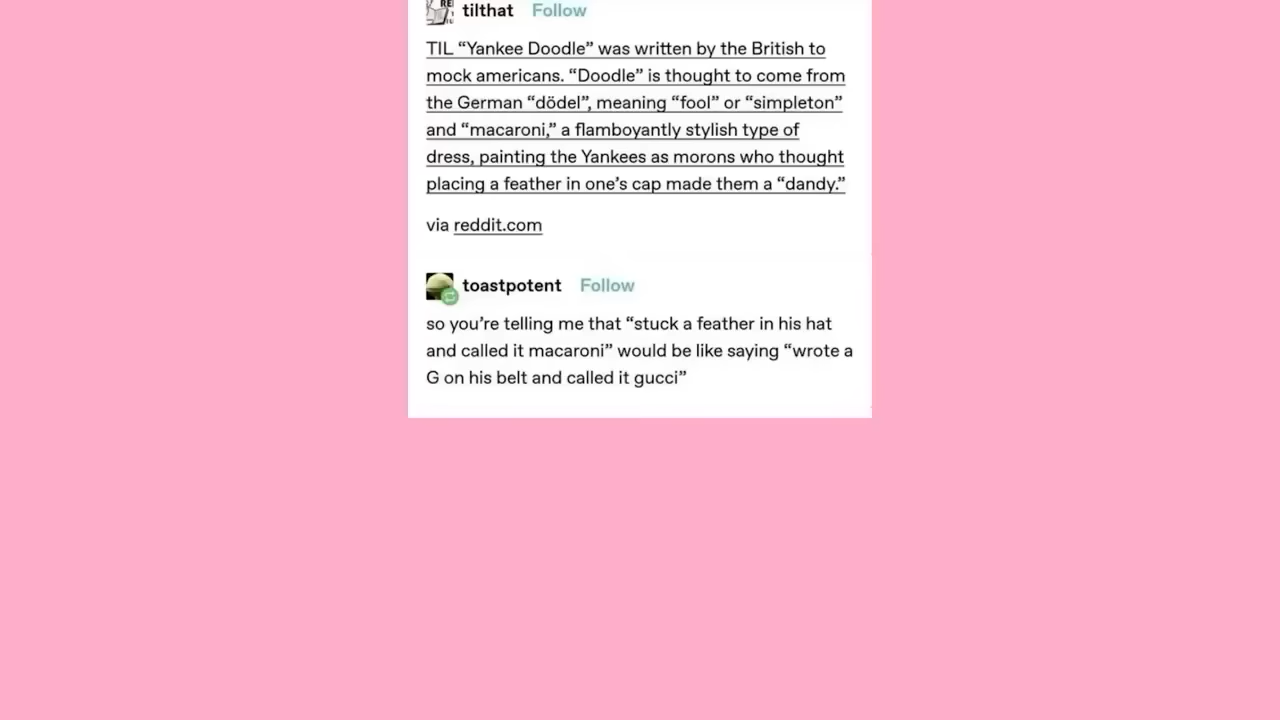 tilthat Follow
TIL “Yankee Doodle” was written by the British to
mock americans. “Doodle” is thought to come from
the German “dödel”, meaning “fool” or “simpleton”
and “macaroni,” a flamboyantly stylish type of
dress, painting the Yankees as morons who thought
placing a feather in one’s cap made them a “dandy.”
via reddit.com
toastpotent Follow
so you’re telling me that “stuck a feather in his hat
and called it macaroni” would be like saying “wrote a
G on his belt and called it gucci”